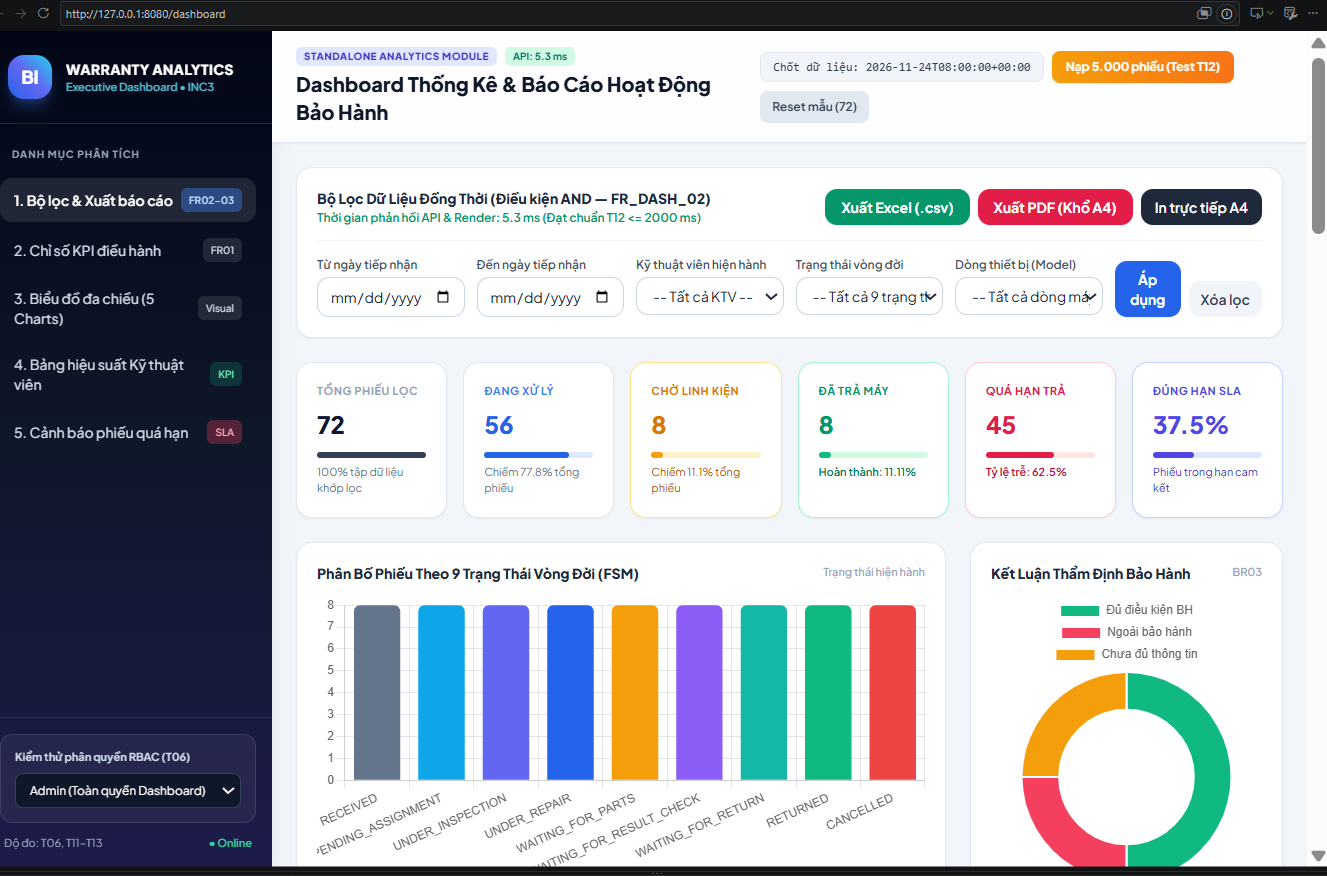 http://127.0.0.1:8080/dashboard
BI
WARRANTY ANALYTICS
Executive Dashboard • INC3
DANH MỤC PHÂN TÍCH
1. Bộ lọc & Xuất báo cáo
FR02-03
2. Chỉ số KPI điều hành
FR01
3. Biểu đồ đa chiều (5
Charts)
Visual
4. Bảng hiệu suất Kỹ thuật
viên
KPI
5. Cảnh báo phiếu quá hạn
SLA
Kiểm thử phân quyền RBAC (T06)
Admin (Toàn quyền Dashboard)
Độ đo: T06, T11–T13
• Online
STANDALONE ANALYTICS MODULE
API: 5.3 ms
Dashboard Thống Kê & Báo Cáo Hoạt Động
Bảo Hành
Chốt dữ liệu: 2026-11-24T08:00:00+00:00
Nạp 5.000 phiếu (Test T12)
Reset mẫu (72)
Bộ Lọc Dữ Liệu Đồng Thời (Điều kiện AND — FR_DASH_02)
Thời gian phản hồi API & Render: 5.3 ms (Đạt chuẩn T12 <= 2000 ms)
Xuất Excel (.csv)
Xuất PDF (Khổ A4)
In trực tiếp A4
Từ ngày tiếp nhận
mm/dd/yyyy
Đến ngày tiếp nhận
mm/dd/yyyy
Kỹ thuật viên hiện hành
-- Tất cả KTV --
Trạng thái vòng đời
-- Tất cả 9 trạng th
Dòng thiết bị (Model)
-- Tất cả dòng má
Áp
dụng
Xóa lọc
TỔNG PHIẾU LỌC
72
100% tập dữ liệu
khớp lọc
ĐANG XỬ LÝ
56
Chiếm 77.8% tổng
phiếu
CHỜ LINH KIỆN
8
Chiếm 11.1% tổng
phiếu
ĐÃ TRẢ MÁY
8
Hoàn thành: 11.11%
QUÁ HẠN TRẢ
45
Tỷ lệ trễ: 62.5%
ĐÚNG HẠN SLA
37.5%
Phiếu trong hạn cam
kết
Phân Bố Phiếu Theo 9 Trạng Thái Vòng Đời (FSM)
Trạng thái hiện hành
8
7
6
5
4
3
2
1
0
RECEIVED
PENDING_ASSIGNMENT
UNDER_INSPECTION
UNDER_REPAIR
WAITING_FOR_PARTS
WAITING_FOR_RESULT_CHECK
WAITING_FOR_RETURN
RETURNED
CANCELLED
Kết Luận Thẩm Định Bảo Hành
BR03
Đủ điều kiện BH
Ngoài bảo hành
Chưa đủ thông tin